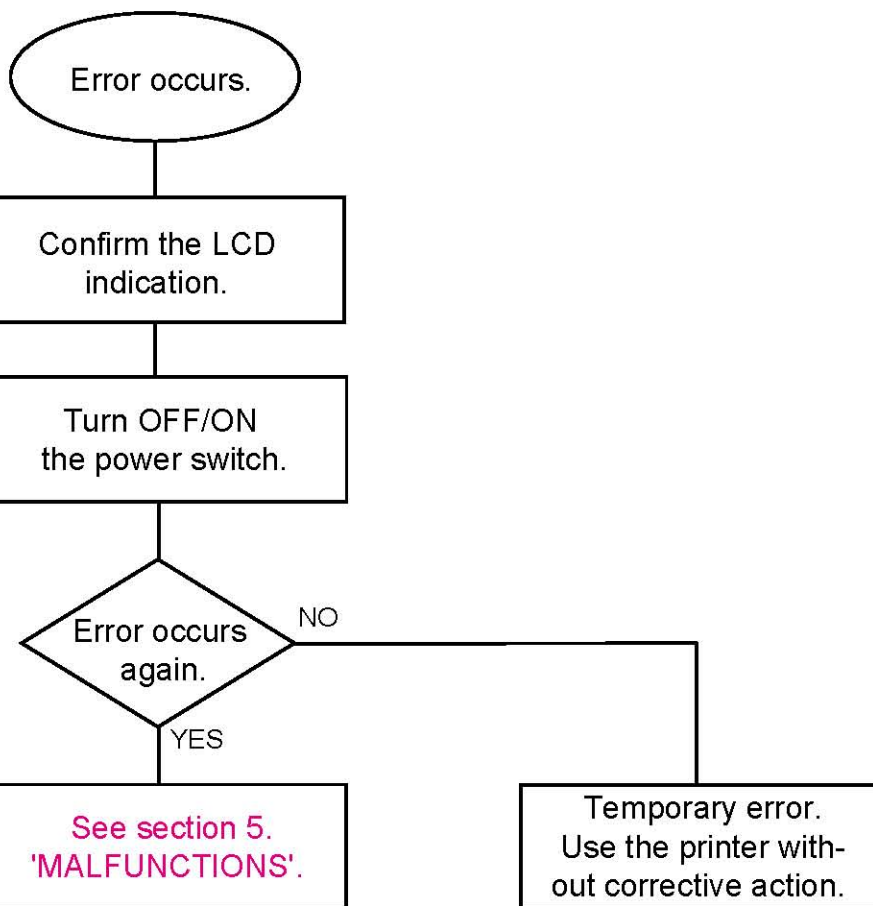 Error occurs.
Confirm the LCD
indication.
Turn OFF/ON
the power switch.
Error occurs
again.
NO
YES
See section 5.
'MALFUNCTIONS'.
Temporary error.
Use the printer with-
out corrective action.